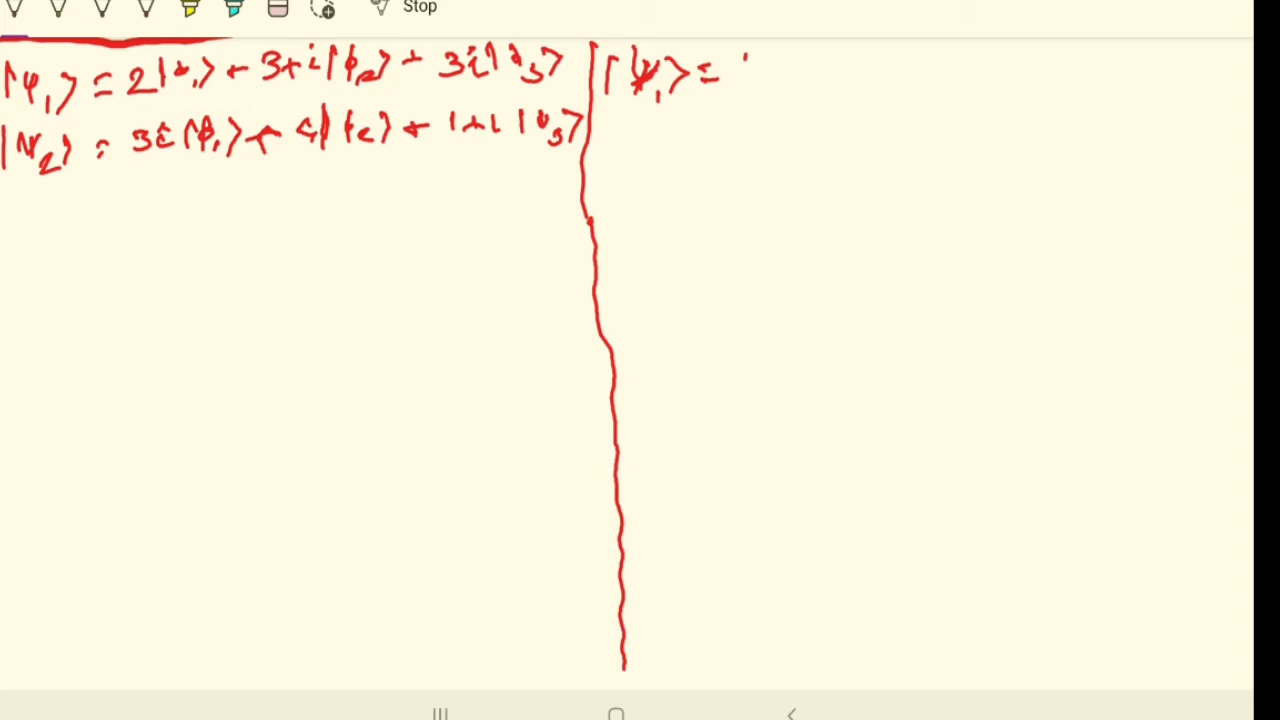 Stop
|ψ₁⟩ = 2|ϕ₁⟩ + 3+i|ϕ₂⟩ + 3i|ϕ₃⟩
|ψ₂⟩ = 3i|ϕ₁⟩ + 4|ϕ₂⟩ + 1+i|ϕ₃⟩
|ψ₁⟩ =